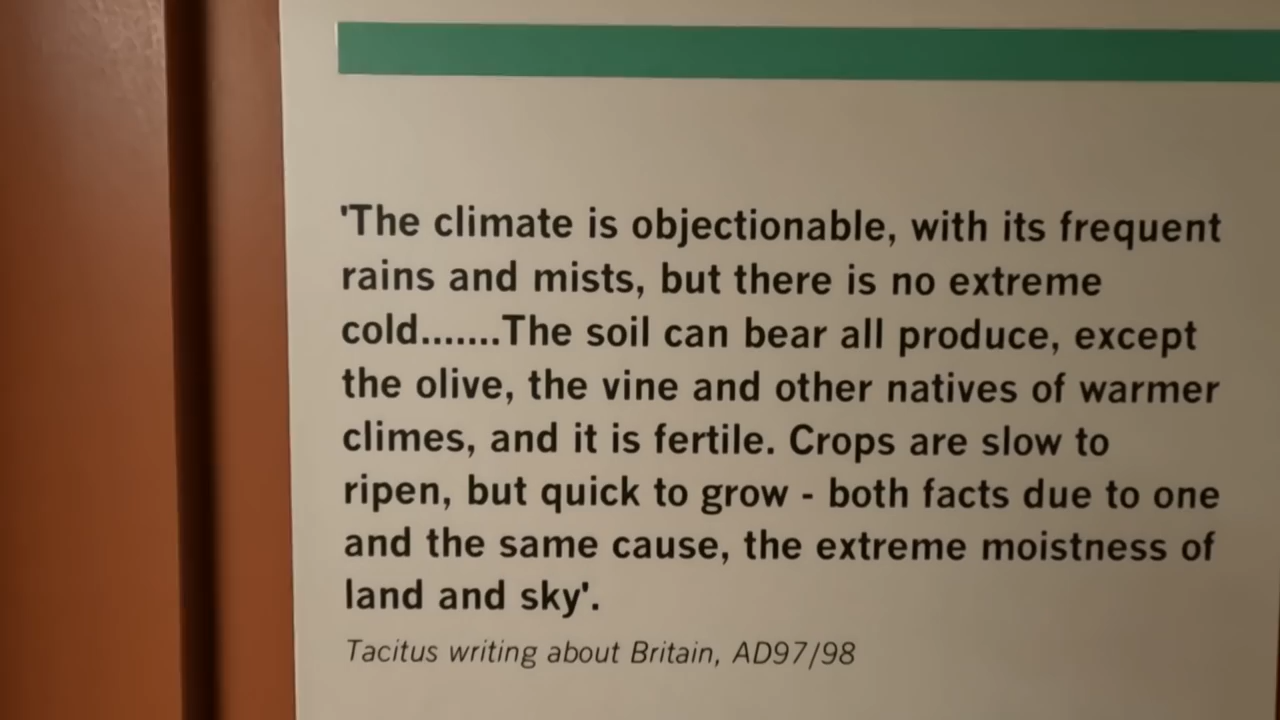 'The climate is objectionable, with its frequent
rains and mists, but there is no extreme
cold.......The soil can bear all produce, except
the olive, the vine and other natives of warmer
climes, and it is fertile. Crops are slow to
ripen, but quick to grow - both facts due to one
and the same cause, the extreme moistness of
land and sky'.
Tacitus writing about Britain, AD97/98